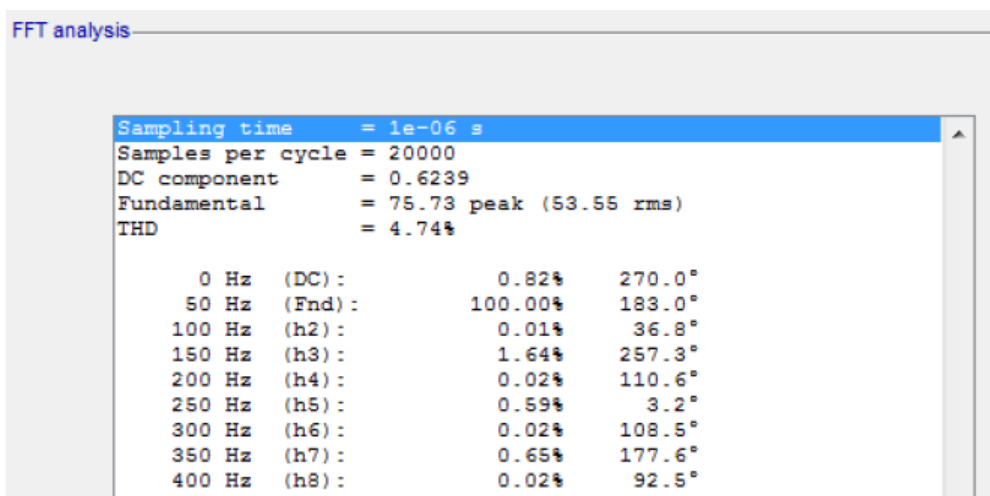 FFT analysis
Sampling time = 1e-06 s
Samples per cycle = 20000
DC component = 0.6239
Fundamental = 75.73 peak (53.55 rms)
THD = 4.74%
0 Hz (DC): 0.82% 270.0°
50 Hz (Fnd): 100.00% 183.0°
100 Hz (h2): 0.01% 36.8°
150 Hz (h3): 1.64% 257.3°
200 Hz (h4): 0.02% 110.6°
250 Hz (h5): 0.59% 3.2°
300 Hz (h6): 0.02% 108.5°
350 Hz (h7): 0.65% 177.6°
400 Hz (h8): 0.02% 92.5°